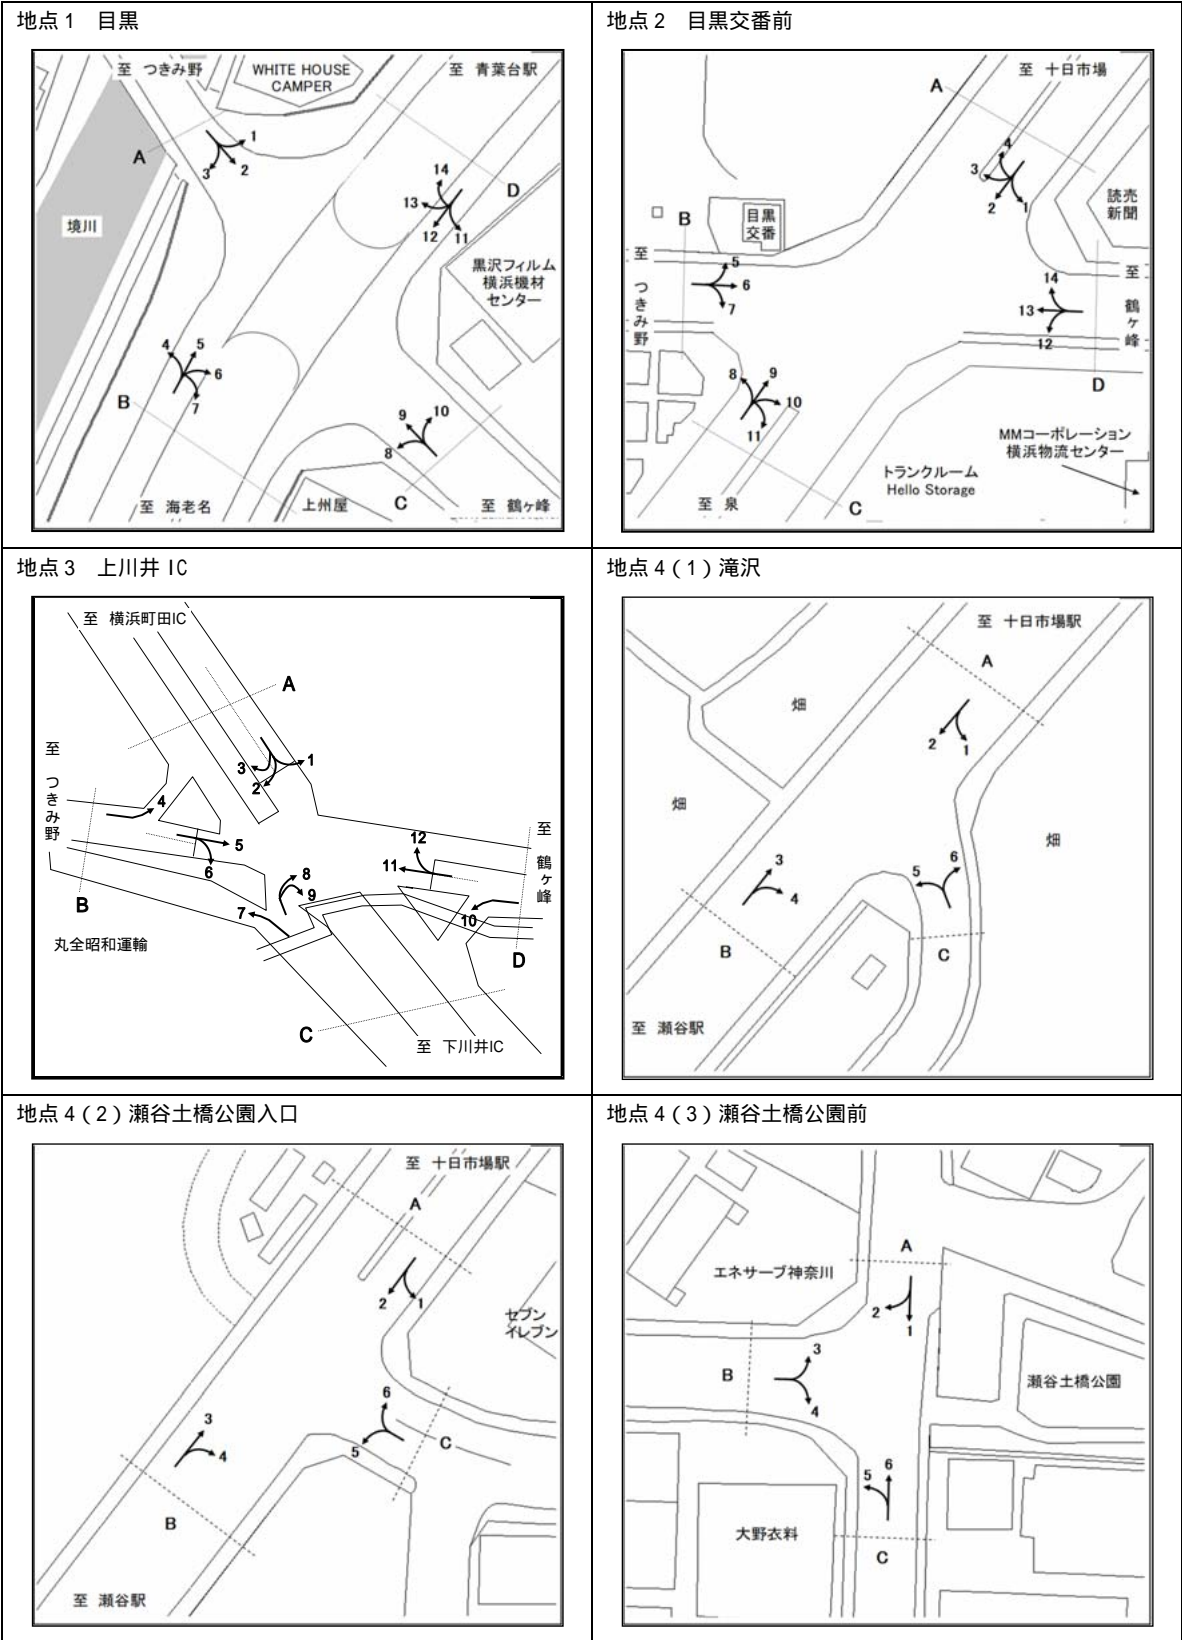 地点1 目黒
至 つきみ野
WHITE HOUSE
CAMPER
至 青葉台駅
A
1
2
3
14
13
12
11
D
境川
黒沢フィルム
横浜機材
センター
4
5
6
7
B
9
10
8
C
至 海老名
上州屋
至 鶴ヶ峰
地点2 目黒交番前
至 十日市場
A
4
3
2
1
読売
新聞
B
目黒
交番
至 つきみ野
5
6
7
14
13
12
至 鶴ヶ峰
D
8
9
10
11
MMコーポレーション
横浜物流センター
トランクルーム
Hello Storage
至 泉
C
地点3 上川井 IC
至 横浜町田IC
A
3
1
2
至 つきみ野
4
5
6
12
11
至 鶴ヶ峰
8
9
7
10
B
丸全昭和運輸
D
C
至 下川井IC
地点4(1)滝沢
至 十日市場駅
A
畑
2
1
畑
畑
3
4
5
6
B
C
至 瀬谷駅
地点4(2)瀬谷土橋公園入口
至 十日市場駅
A
2
1
セブン
イレブン
6
3
4
5
C
B
至 瀬谷駅
地点4(3)瀬谷土橋公園前
A
エネサーブ神奈川
2
1
B
3
4
瀬谷土橋公園
5
6
大野衣料
C